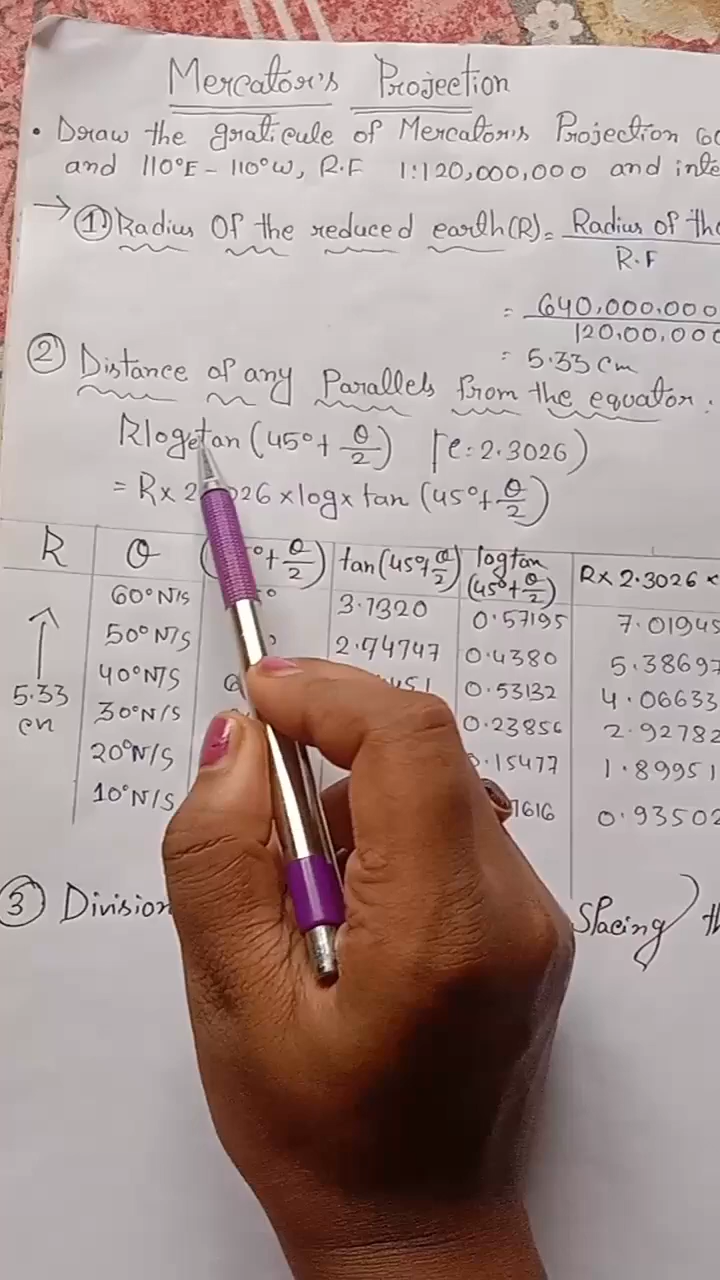 Mercator's Projection
• Draw the graticule of Mercator's Projection
and 110°E - 110°W, R.F 1:120,000,000 and
→ ① Radius Of the reduced earth (R) = Radius of the
R.F
= 640,000,000
120,00,000
= 5.33 cm
② Distance of any Parallels from the equator :
Rlogetan (45° + θ/2) [e = 2.3026)
= R × 2. 026 × log × tan (45° + θ/2)
R θ ( ° + θ/2) tan (45° + θ/2) logtan (45° + θ/2) R × 2.3026 ×
60° N/S 3.7320 0.57195 7.01945
50° N/S 2.74747 0.4380 5.38697
40° N/S 0.53132 4.06633
5.33 cm 30° N/S 0.23856 2.92782
20° N/S 0.15477 1.89951
10° N/S 7616 0.93502
③ Division Spacing)